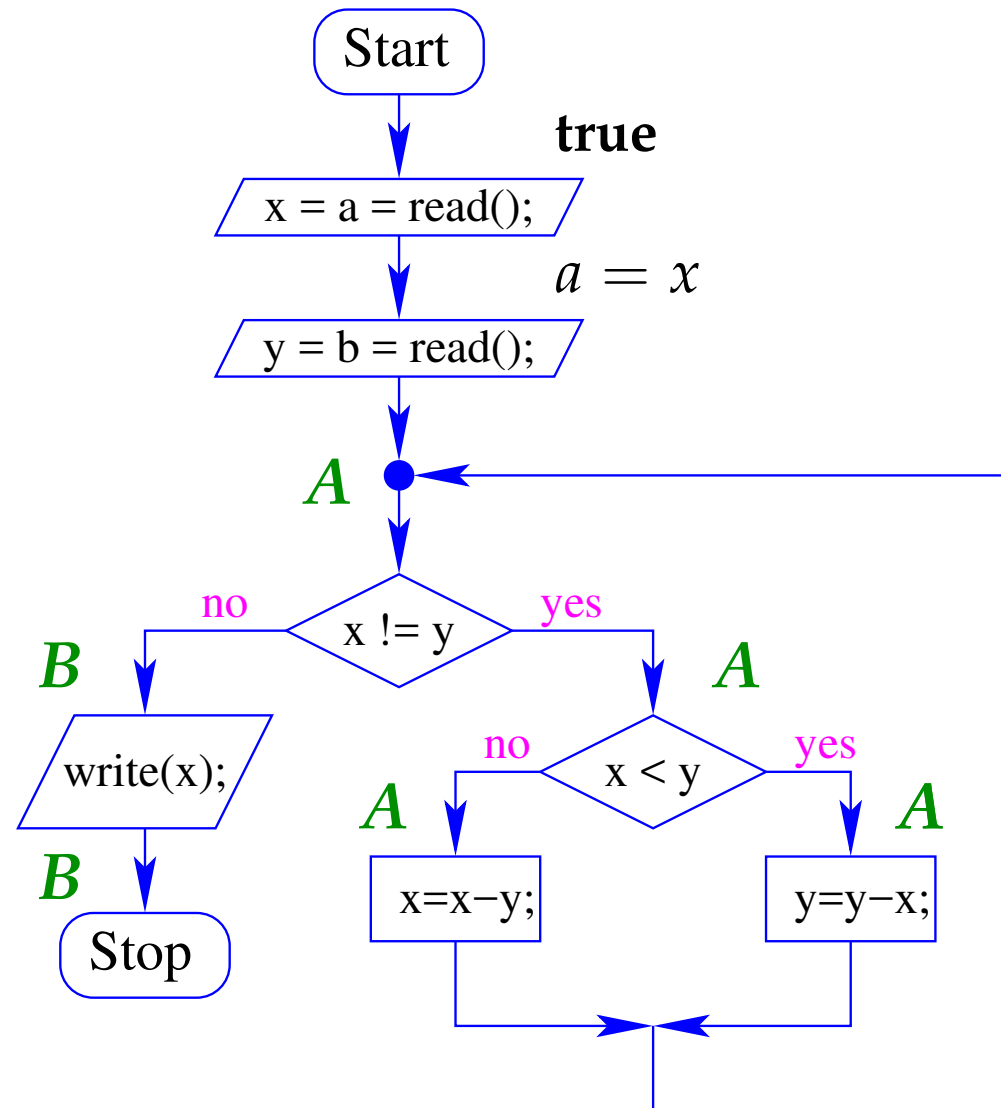 Start
true
x = a = read();
a = x
y = b = read();
A
no
x != y
yes
B
A
write(x);
no
x < y
yes
A
A
B
x=x−y;
y=y−x;
Stop